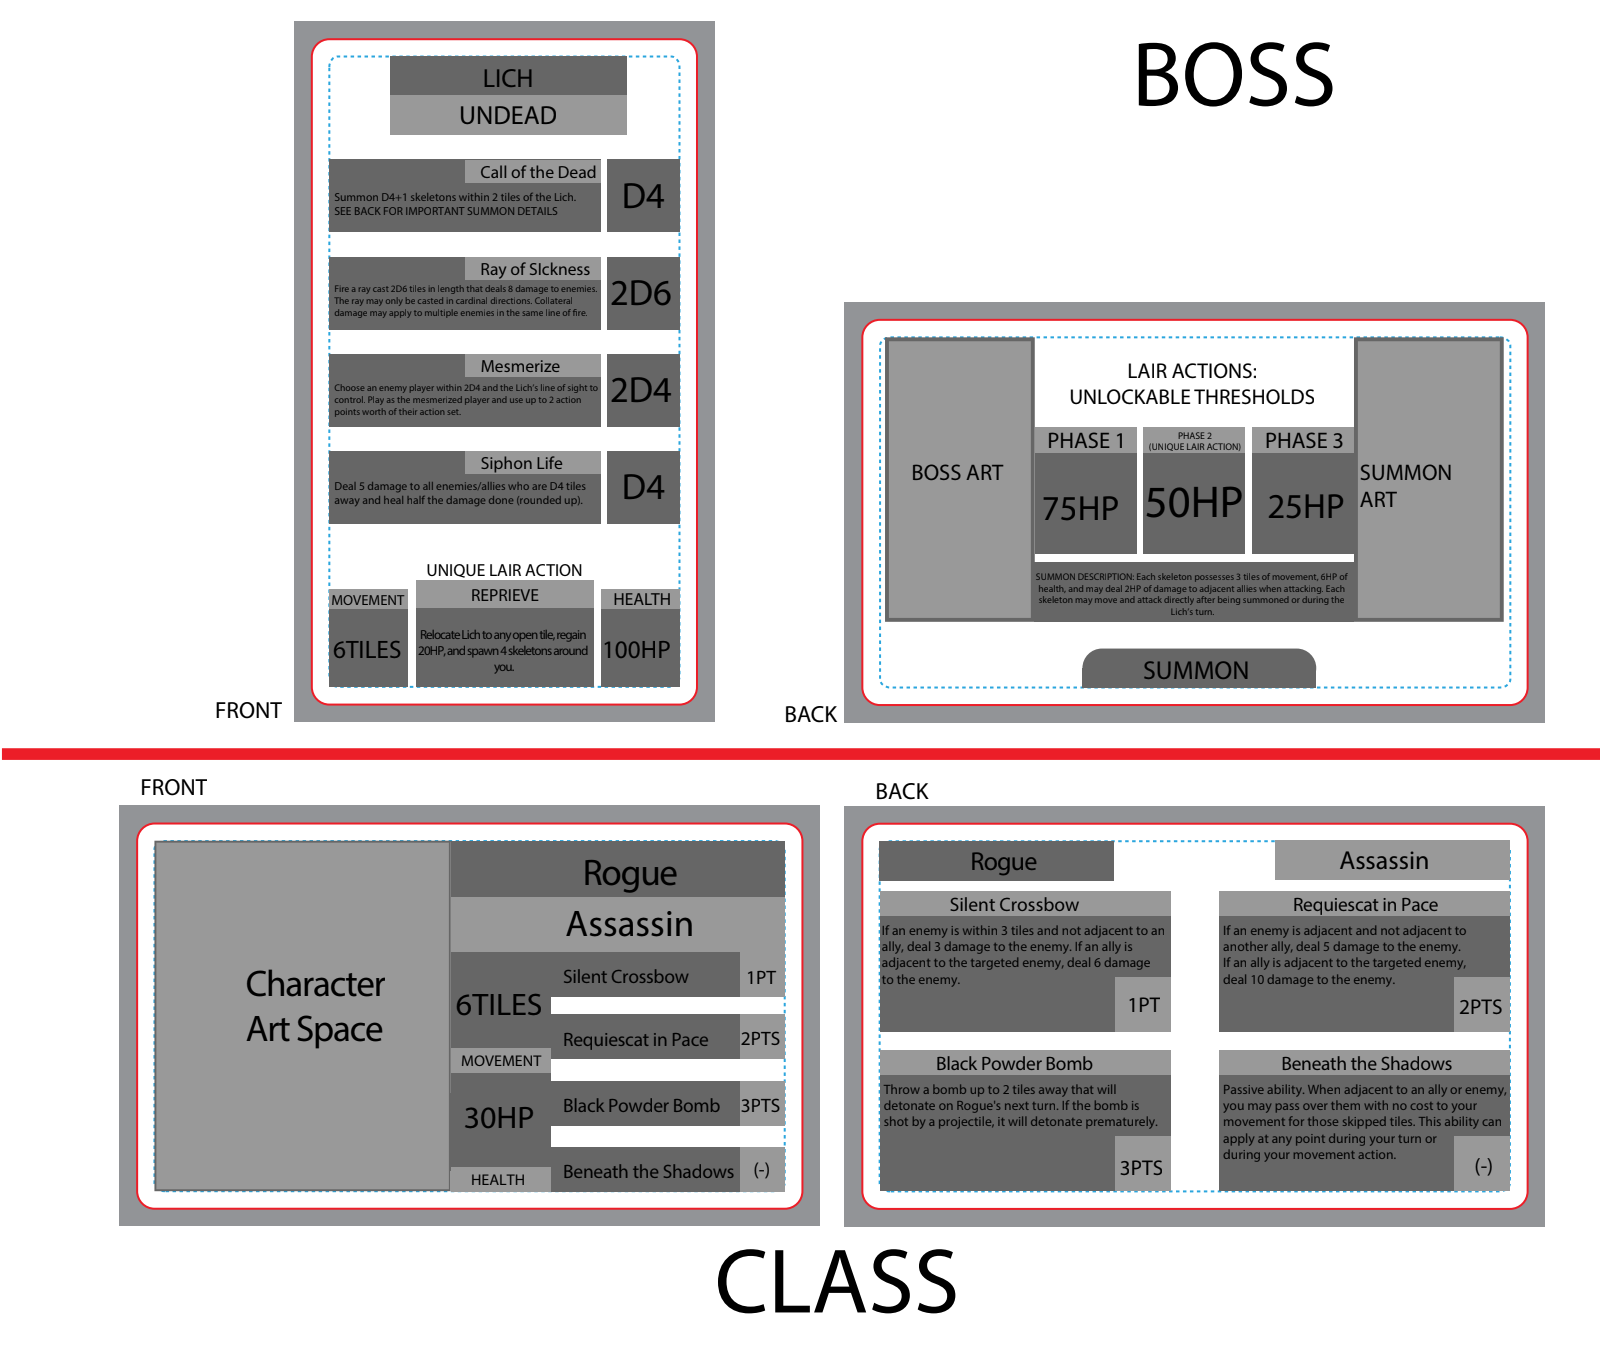 BOSS
LICH
UNDEAD
Call of the Dead
Summon D4+1 skeletons within 2 tiles of the Lich.
SEE BACK FOR IMPORTANT SUMMON DETAILS
D4
Ray of SIckness
Fire a ray cast 2D6 tiles in length that deals 8 damage to enemies.
The ray may only be casted in cardinal directions. Collateral
damage may apply to multiple enemies in the same line of fire.
2D6
Mesmerize
Choose an enemy player within 2D4 and the Lich's line of sight to
control. Play as the mesmerized player and use up to 2 action
points worth of their action set.
2D4
Siphon Life
Deal 5 damage to all enemies/allies who are D4 tiles
away and heal half the damage done (rounded up).
D4
UNIQUE LAIR ACTION
MOVEMENT
6TILES
REPRIEVE
Relocate Lich to any open tile, regain
20HP, and spawn 4 skeletons around
you.
HEALTH
100HP
FRONT
BOSS ART
LAIR ACTIONS:
UNLOCKABLE THRESHOLDS
PHASE 1
75HP
PHASE 2
(UNIQUE LAIR ACTION)
50HP
PHASE 3
25HP
SUMMON
ART
SUMMON DESCRIPTION: Each skeleton possesses 3 tiles of movement, 6HP of
health, and may deal 2HP of damage to adjacent allies when attacking. Each
skeleton may move and attack directly after being summoned or during the
Lich's turn.
SUMMON
BACK
FRONT
Character
Art Space
Rogue
Assassin
6TILES
MOVEMENT
30HP
HEALTH
Silent Crossbow
1PT
Requiescat in Pace
2PTS
Black Powder Bomb
3PTS
Beneath the Shadows
(-)
BACK
Rogue
Assassin
Silent Crossbow
If an enemy is within 3 tiles and not adjacent to an
ally, deal 3 damage to the enemy. If an ally is
adjacent to the targeted enemy, deal 6 damage
to the enemy.
1PT
Requiescat in Pace
If an enemy is adjacent and not adjacent to
another ally, deal 5 damage to the enemy.
If an ally is adjacent to the targeted enemy,
deal 10 damage to the enemy.
2PTS
Black Powder Bomb
Throw a bomb up to 2 tiles away that will
detonate on Rogue's next turn. If the bomb is
shot by a projectile, it will detonate prematurely.
3PTS
Beneath the Shadows
Passive ability. When adjacent to an ally or enemy,
you may pass over them with no cost to your
movement for those skipped tiles. This ability can
apply at any point during your turn or
during your movement action.
(-)
CLASS